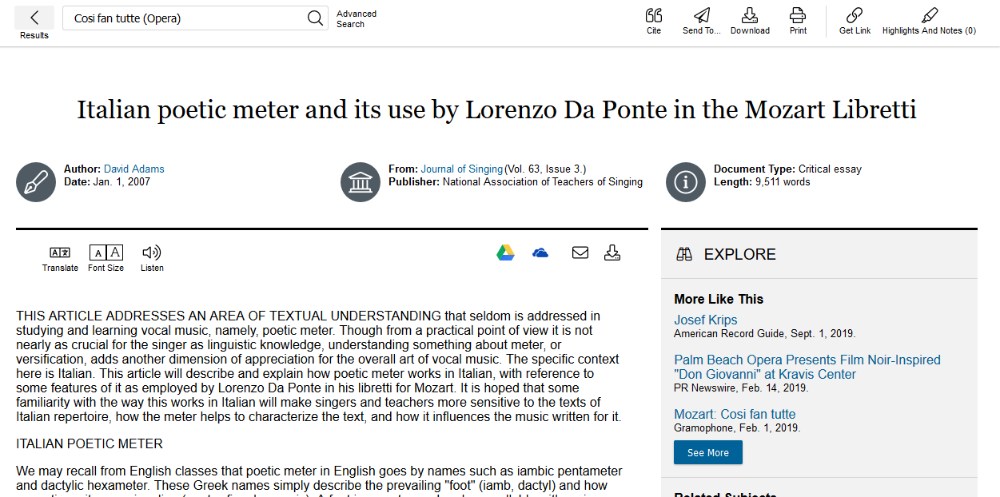 Cosi fan tutte (Opera)
Advanced
Search
Results
Cite
Send To...
Download
Print
Get Link
Highlights And Notes (0)
Italian poetic meter and its use by Lorenzo Da Ponte in the Mozart Libretti
Author: David Adams
Date: Jan. 1, 2007
From: Journal of Singing(Vol. 63, Issue 3.)
Publisher: National Association of Teachers of Singing
Document Type: Critical essay
Length: 9,511 words
Translate
A A
Font Size
Listen
THIS ARTICLE ADDRESSES AN AREA OF TEXTUAL UNDERSTANDING that seldom is addressed in
studying and learning vocal music, namely, poetic meter. Though from a practical point of view it is not
nearly as crucial for the singer as linguistic knowledge, understanding something about meter, or
versification, adds another dimension of appreciation for the overall art of vocal music. The specific context
here is Italian. This article will describe and explain how poetic meter works in Italian, with reference to
some features of it as employed by Lorenzo Da Ponte in his libretti for Mozart. It is hoped that some
familiarity with the way this works in Italian will make singers and teachers more sensitive to the texts of
Italian repertoire, how the meter helps to characterize the text, and how it influences the music written for it.
ITALIAN POETIC METER
We may recall from English classes that poetic meter in English goes by names such as iambic pentameter
and dactylic hexameter. These Greek names simply describe the prevailing "foot" (iamb, dactyl) and how
EXPLORE
More Like This
Josef Krips
American Record Guide, Sept. 1, 2019.
Palm Beach Opera Presents Film Noir-Inspired
"Don Giovanni" at Kravis Center
PR Newswire, Feb. 14, 2019.
Mozart: Cosi fan tutte
Gramophone, Feb. 1, 2019.
See More
Related Subjects